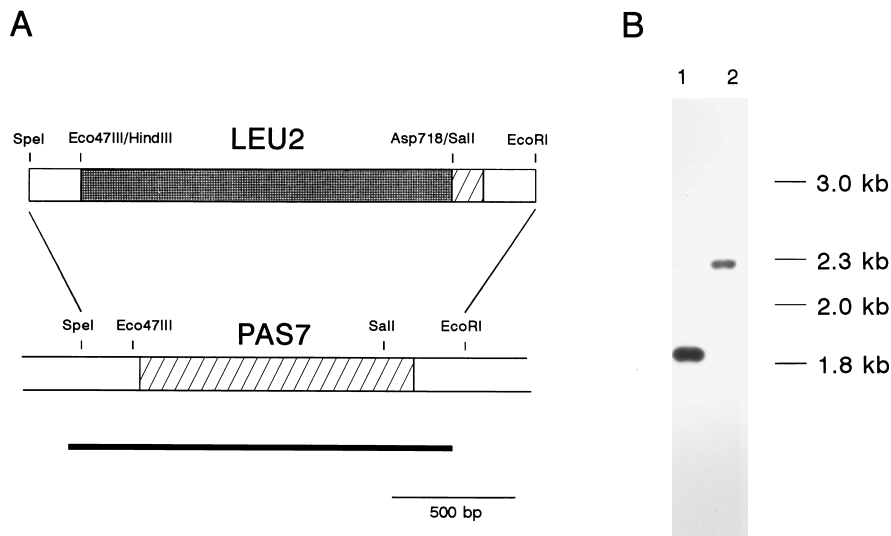 A
LEU2
SpeI
Eco47III/HindIII
Asp718/SalI
EcoRI
PAS7
SpeI
Eco47III
SalI
EcoRI
500 bp
B
1 2
3.0 kb
2.3 kb
2.0 kb
1.8 kb